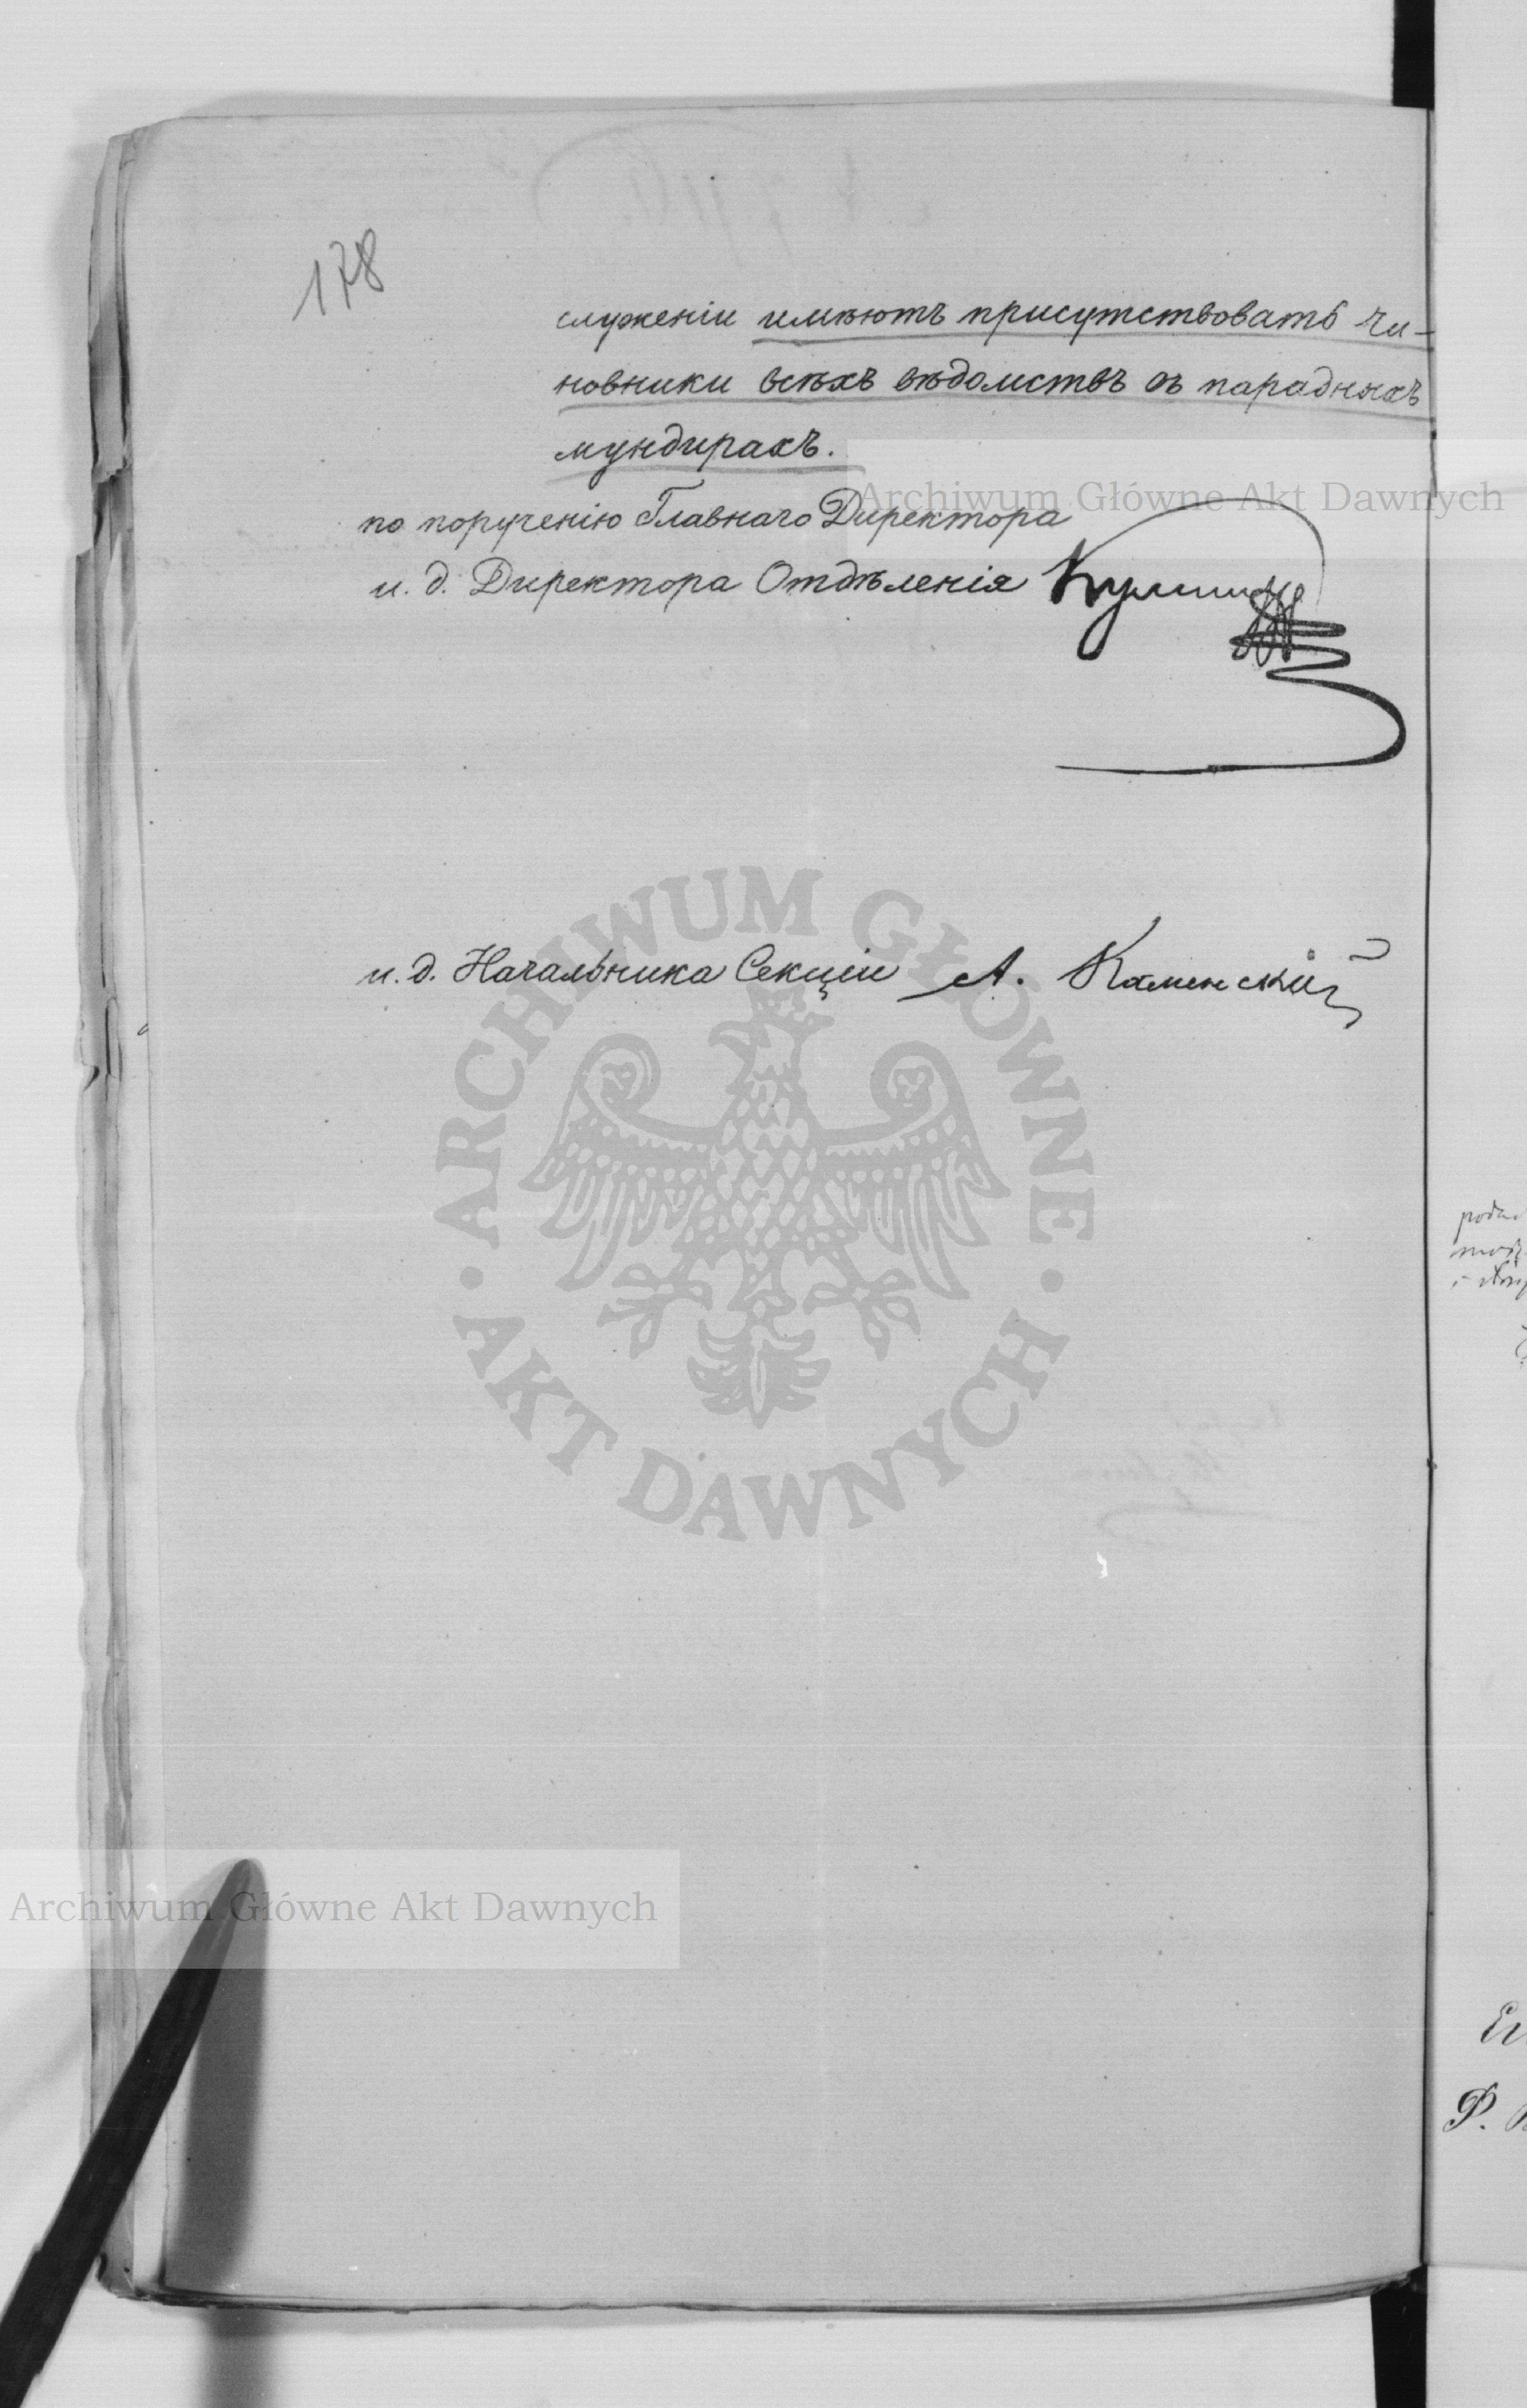 178
служеніи имѣютъ присутствовать чи-
новники всѣхъ вѣдомствъ въ парадныхъ
мундирахъ.
Archiwum Główne Akt Dawnych
по порученію Главнаго Директора
и. д. Директора Отдѣленія
и. д. Начальника Секціи А. Каменскій
ARCHIWUM GŁÓWNE
AKT DAWNYCH
Archiwum Główne Akt Dawnych